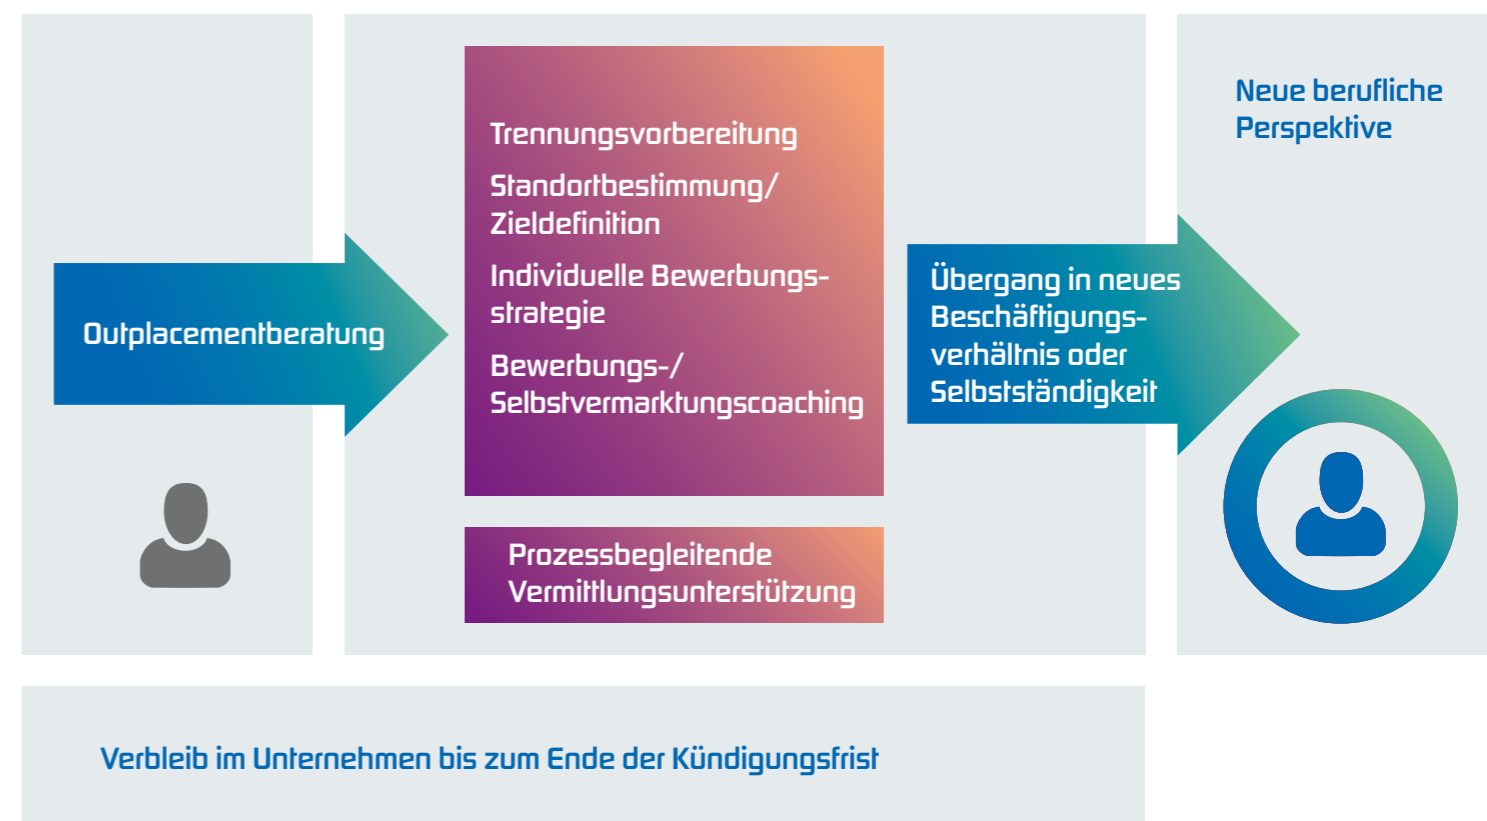 Outplacementberatung
Trennungsvorbereitung
Standortbestimmung/
Zieldefinition
Individuelle Bewerbungs-
strategie
Bewerbungs-/
Selbstvermarktungscoaching
Prozessbegleitende
Vermittlungsunterstützung
Übergang in neues
Beschäftigungs-
verhältnis oder
Selbstständigkeit
Neue berufliche
Perspektive
Verbleib im Unternehmen bis zum Ende der Kündigungsfrist